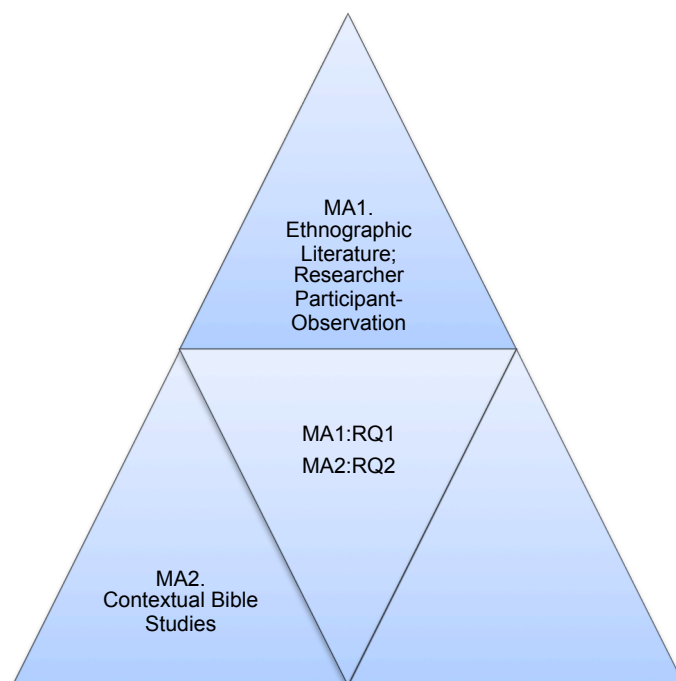 MA1.
Ethnographic
Literature;
Researcher
Participant-
Observation
MA1:RQ1
MA2:RQ2
MA2.
Contextual Bible
Studies